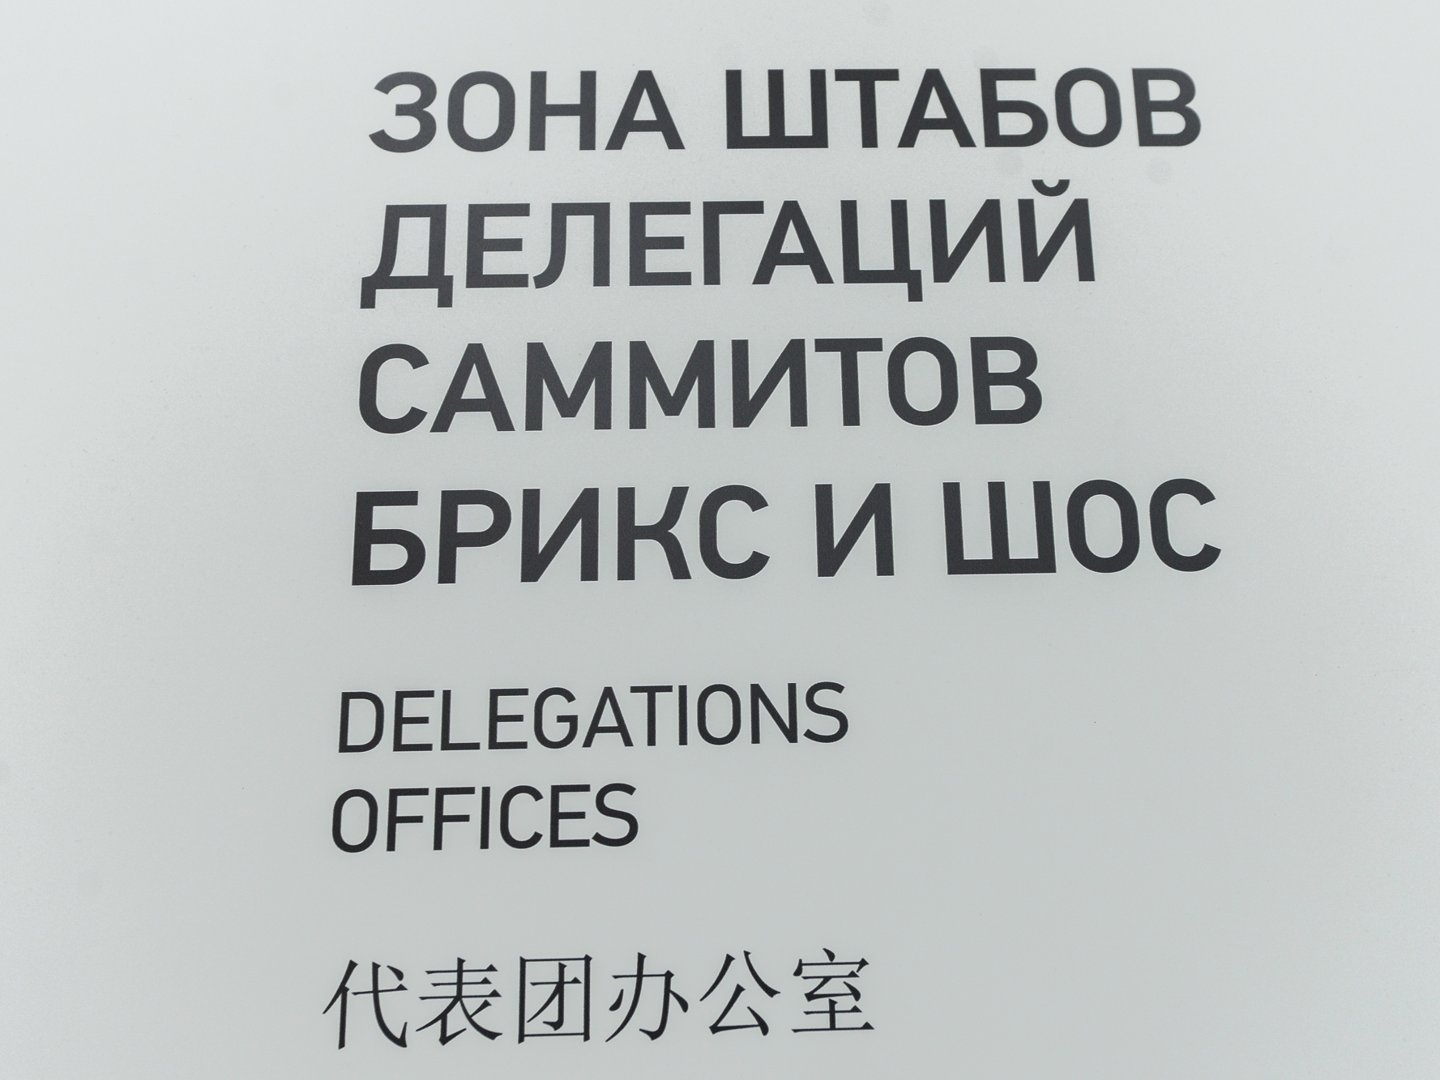 ЗОНА ШТАБОВ
ДЕЛЕГАЦИЙ
САММИТОВ
БРИКС И ШОС
DELEGATIONS
OFFICES
代表团办公室